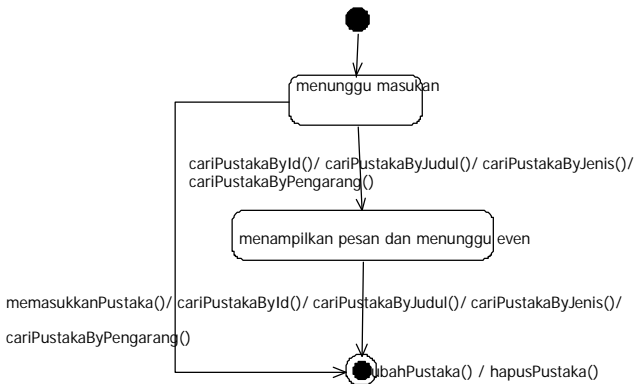 menunggu masukan
cariPustakaById()/ cariPustakaByJudul()/ cariPustakaByJenis()/
cariPustakaByPengarang()
menampilkan pesan dan menunggu even
memasukkanPustaka()/ cariPustakaById()/ cariPustakaByJudul()/ cariPustakaByJenis()/
cariPustakaByPengarang()
ubahPustaka() / hapusPustaka()